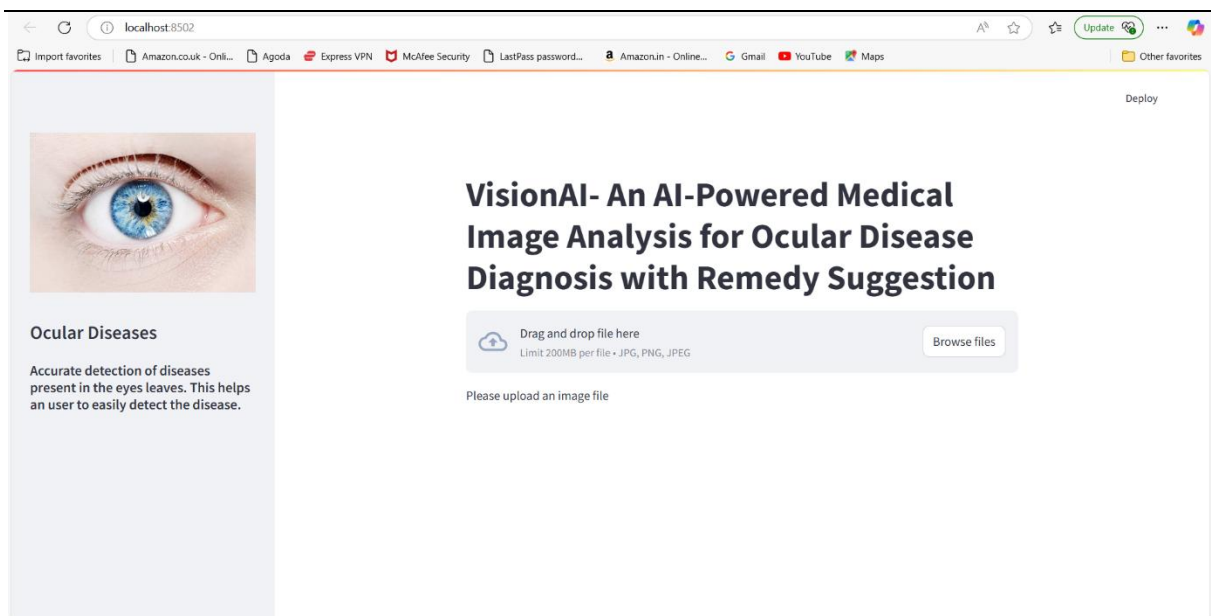 localhost:8502
Update
Import favorites
Amazon.co.uk - Onli...
Agoda
Express VPN
McAfee Security
LastPass password...
Amazon.in - Online...
Gmail
YouTube
Maps
Other favorites
Deploy
VisionAI- An AI-Powered Medical
Image Analysis for Ocular Disease
Diagnosis with Remedy Suggestion
Drag and drop file here
Limit 200MB per file • JPG, PNG, JPEG
Browse files
Please upload an image file
Ocular Diseases
Accurate detection of diseases
present in the eyes leaves. This helps
an user to easily detect the disease.